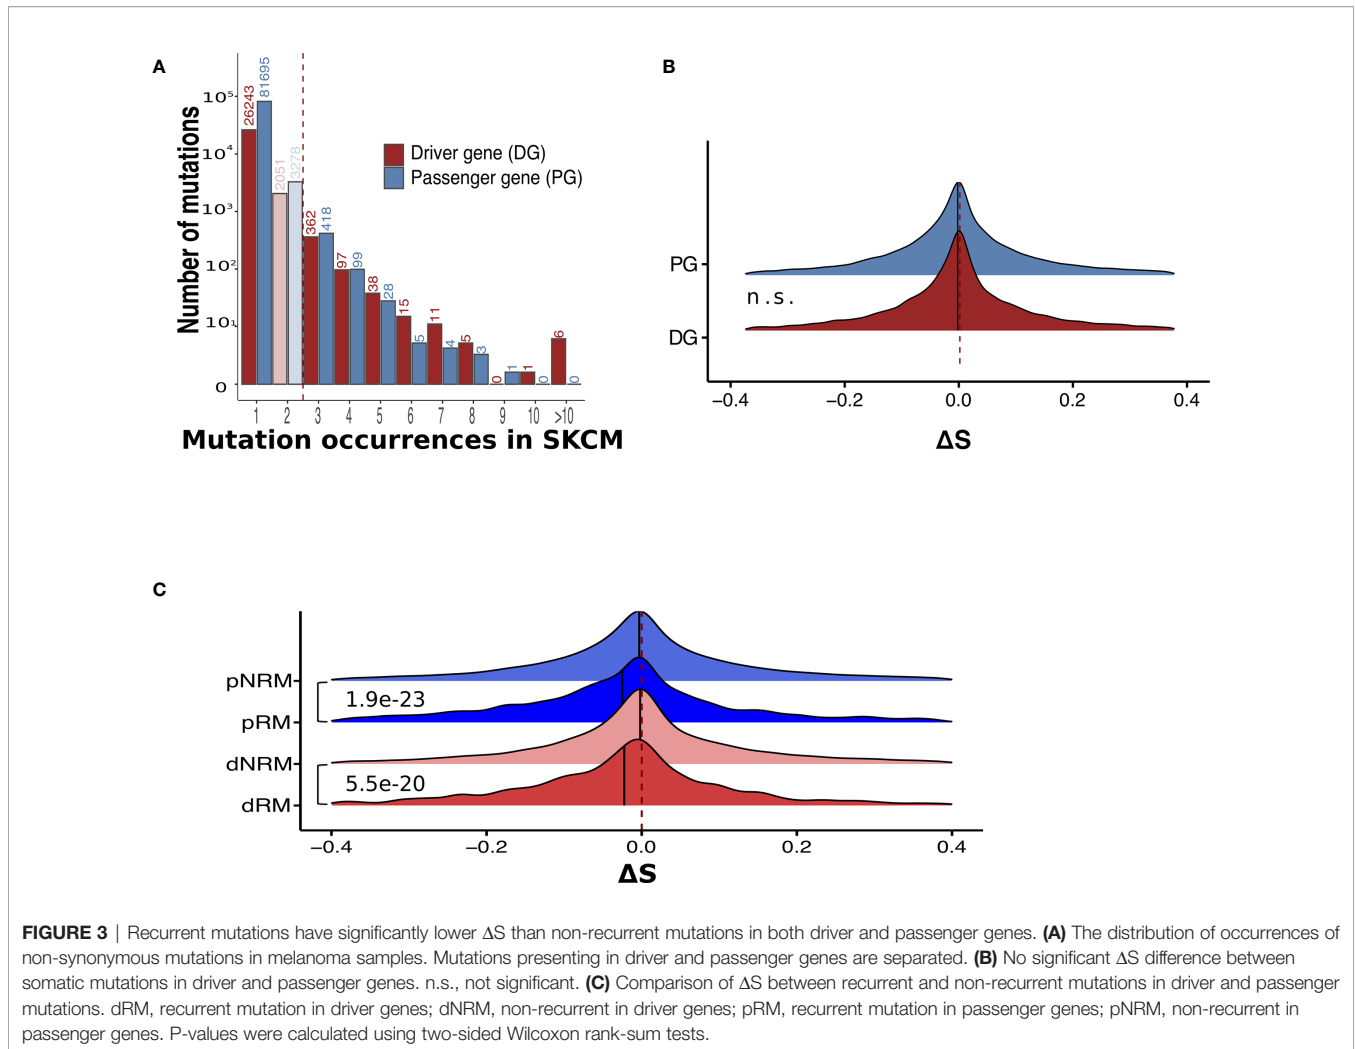 A
Number of mutations
10⁵
10⁴
10³
10²
10¹
0
26243
81695
2051
3278
362
418
97
99
38
28
15
5
11
4
5
3
0
1
1
0
6
0
Driver gene (DG)
Passenger gene (PG)
1 2 3 4 5 6 7 8 9 10 >10
Mutation occurrences in SKCM
B
PG
n.s.
DG
−0.4 −0.2 0.0 0.2 0.4
ΔS
C
pNRM
1.9e-23
pRM
dNRM
5.5e-20
dRM
−0.4 −0.2 0.0 0.2 0.4
ΔS
FIGURE 3 | Recurrent mutations have significantly lower ΔS than non-recurrent mutations in both driver and passenger genes. (A) The distribution of occurrences of
non-synonymous mutations in melanoma samples. Mutations presenting in driver and passenger genes are separated. (B) No significant ΔS difference between
somatic mutations in driver and passenger genes. n.s., not significant. (C) Comparison of ΔS between recurrent and non-recurrent mutations in driver and passenger
mutations. dRM, recurrent mutation in driver genes; dNRM, non-recurrent in driver genes; pRM, recurrent mutation in passenger genes; pNRM, non-recurrent in
passenger genes. P-values were calculated using two-sided Wilcoxon rank-sum tests.